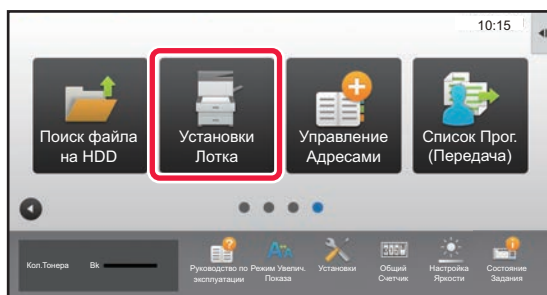 10:15
Поиск файла
на HDD
Установки
Лотка
Управление
Адресами
Список Прог.
(Передача)
Кол.Тонера Bk
Руководство по
эксплуатации
Режим Увелич.
Показа
Установки
Общий
Счетчик
Настройка
Яркости
Состояние
Задания